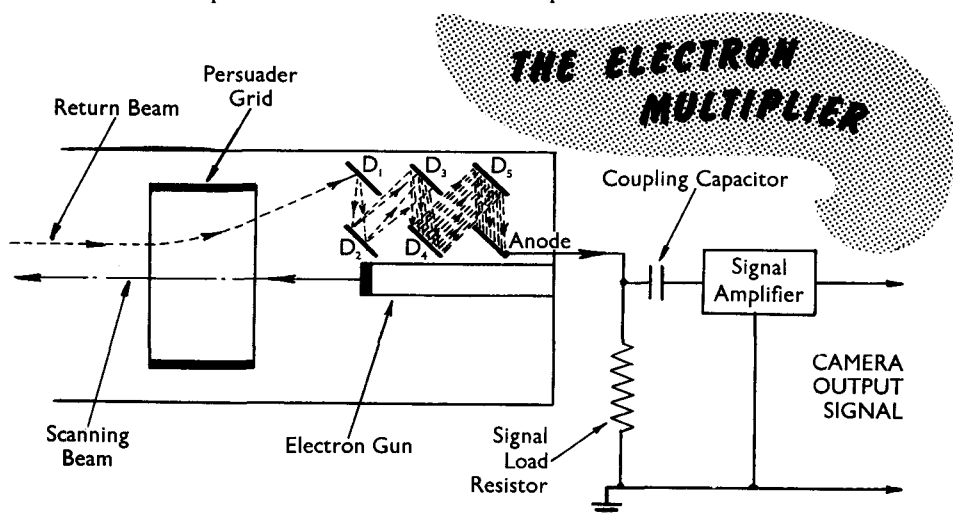 THE ELECTRON
MULTIPLIER
Persuader
Grid
Return Beam
D1
D3
D5
Coupling Capacitor
D2
D4
Anode
Signal
Amplifier
CAMERA
OUTPUT
SIGNAL
Scanning
Beam
Electron Gun
Signal
Load
Resistor